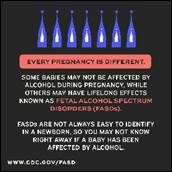 EVERY PREGNANCY IS DIFFERENT.
SOME BABIES MAY NOT BE AFFECTED BY
ALCOHOL DURING PREGNANCY, WHILE
OTHERS MAY HAVE LIFELONG EFFECTS
KNOWN AS FETAL ALCOHOL SPECTRUM
DISORDERS (FASDs).
FASDs ARE NOT ALWAYS EASY TO IDENTIFY
IN A NEWBORN, SO YOU MAY NOT KNOW
RIGHT AWAY IF A BABY HAS BEEN
AFFECTED BY ALCOHOL.
WWW.CDC.GOV/FASD